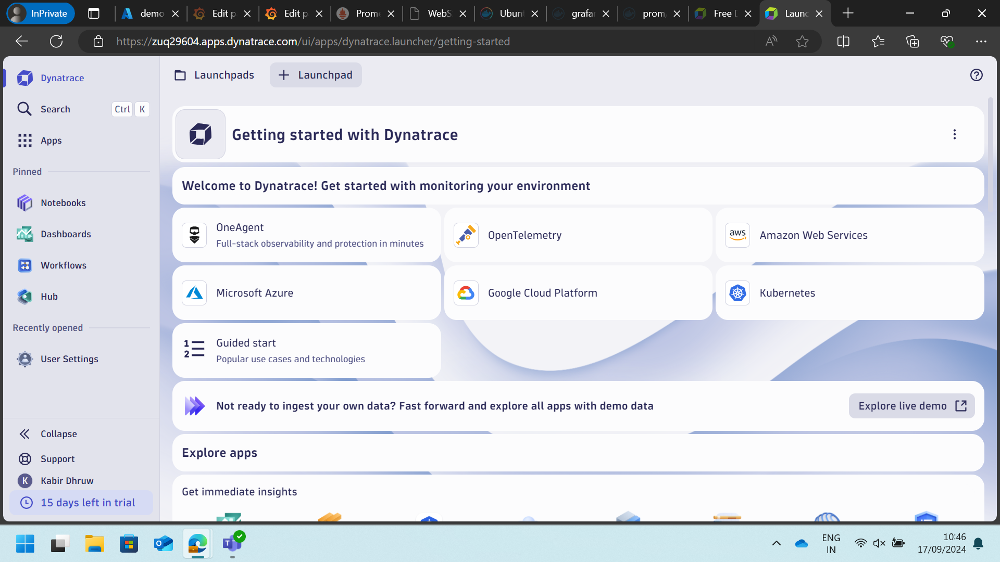 InPrivate
demo
Edit p
Edit p
Prome
WebS
Ubunt
grafan
prom,
Free D
Launc
https://zuq29604.apps.dynatrace.com/ui/apps/dynatrace.launcher/getting-started
Dynatrace
Search Ctrl K
Apps
Pinned
Notebooks
Dashboards
Workflows
Hub
Recently opened
User Settings
Collapse
Support
K Kabir Dhruw
15 days left in trial
Launchpads
Launchpad
Getting started with Dynatrace
Welcome to Dynatrace! Get started with monitoring your environment
OneAgent
Full-stack observability and protection in minutes
OpenTelemetry
aws
Amazon Web Services
Microsoft Azure
Google Cloud Platform
Kubernetes
1
2
Guided start
Popular use cases and technologies
Not ready to ingest your own data? Fast forward and explore all apps with demo data
Explore live demo
Explore apps
Get immediate insights
ENG
IN
10:46
17/09/2024